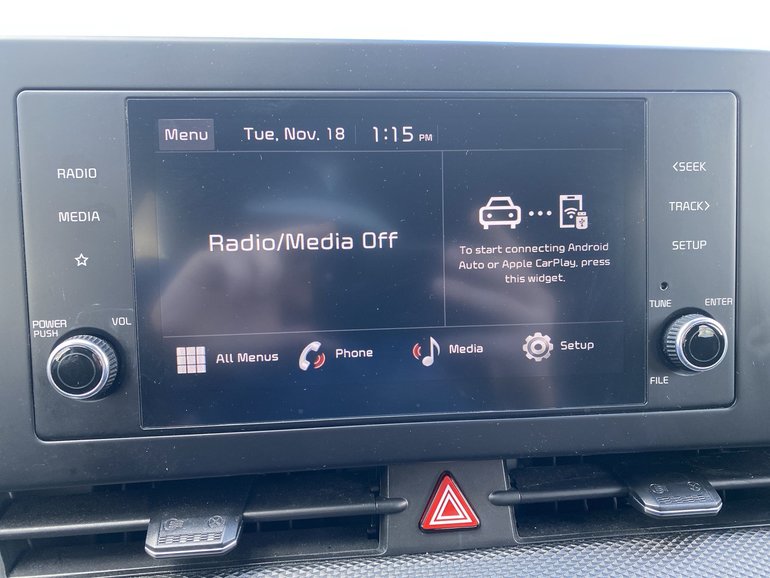 Menu Tue, Nov. 18 1:15 PM
RADIO
MEDIA
☆
POWER
PUSH
VOL
Radio/Media Off
To start connecting Android
Auto or Apple CarPlay, press
this widget.
All Menus Phone Media Setup
<SEEK
TRACK>
SETUP
TUNE
ENTER
FILE